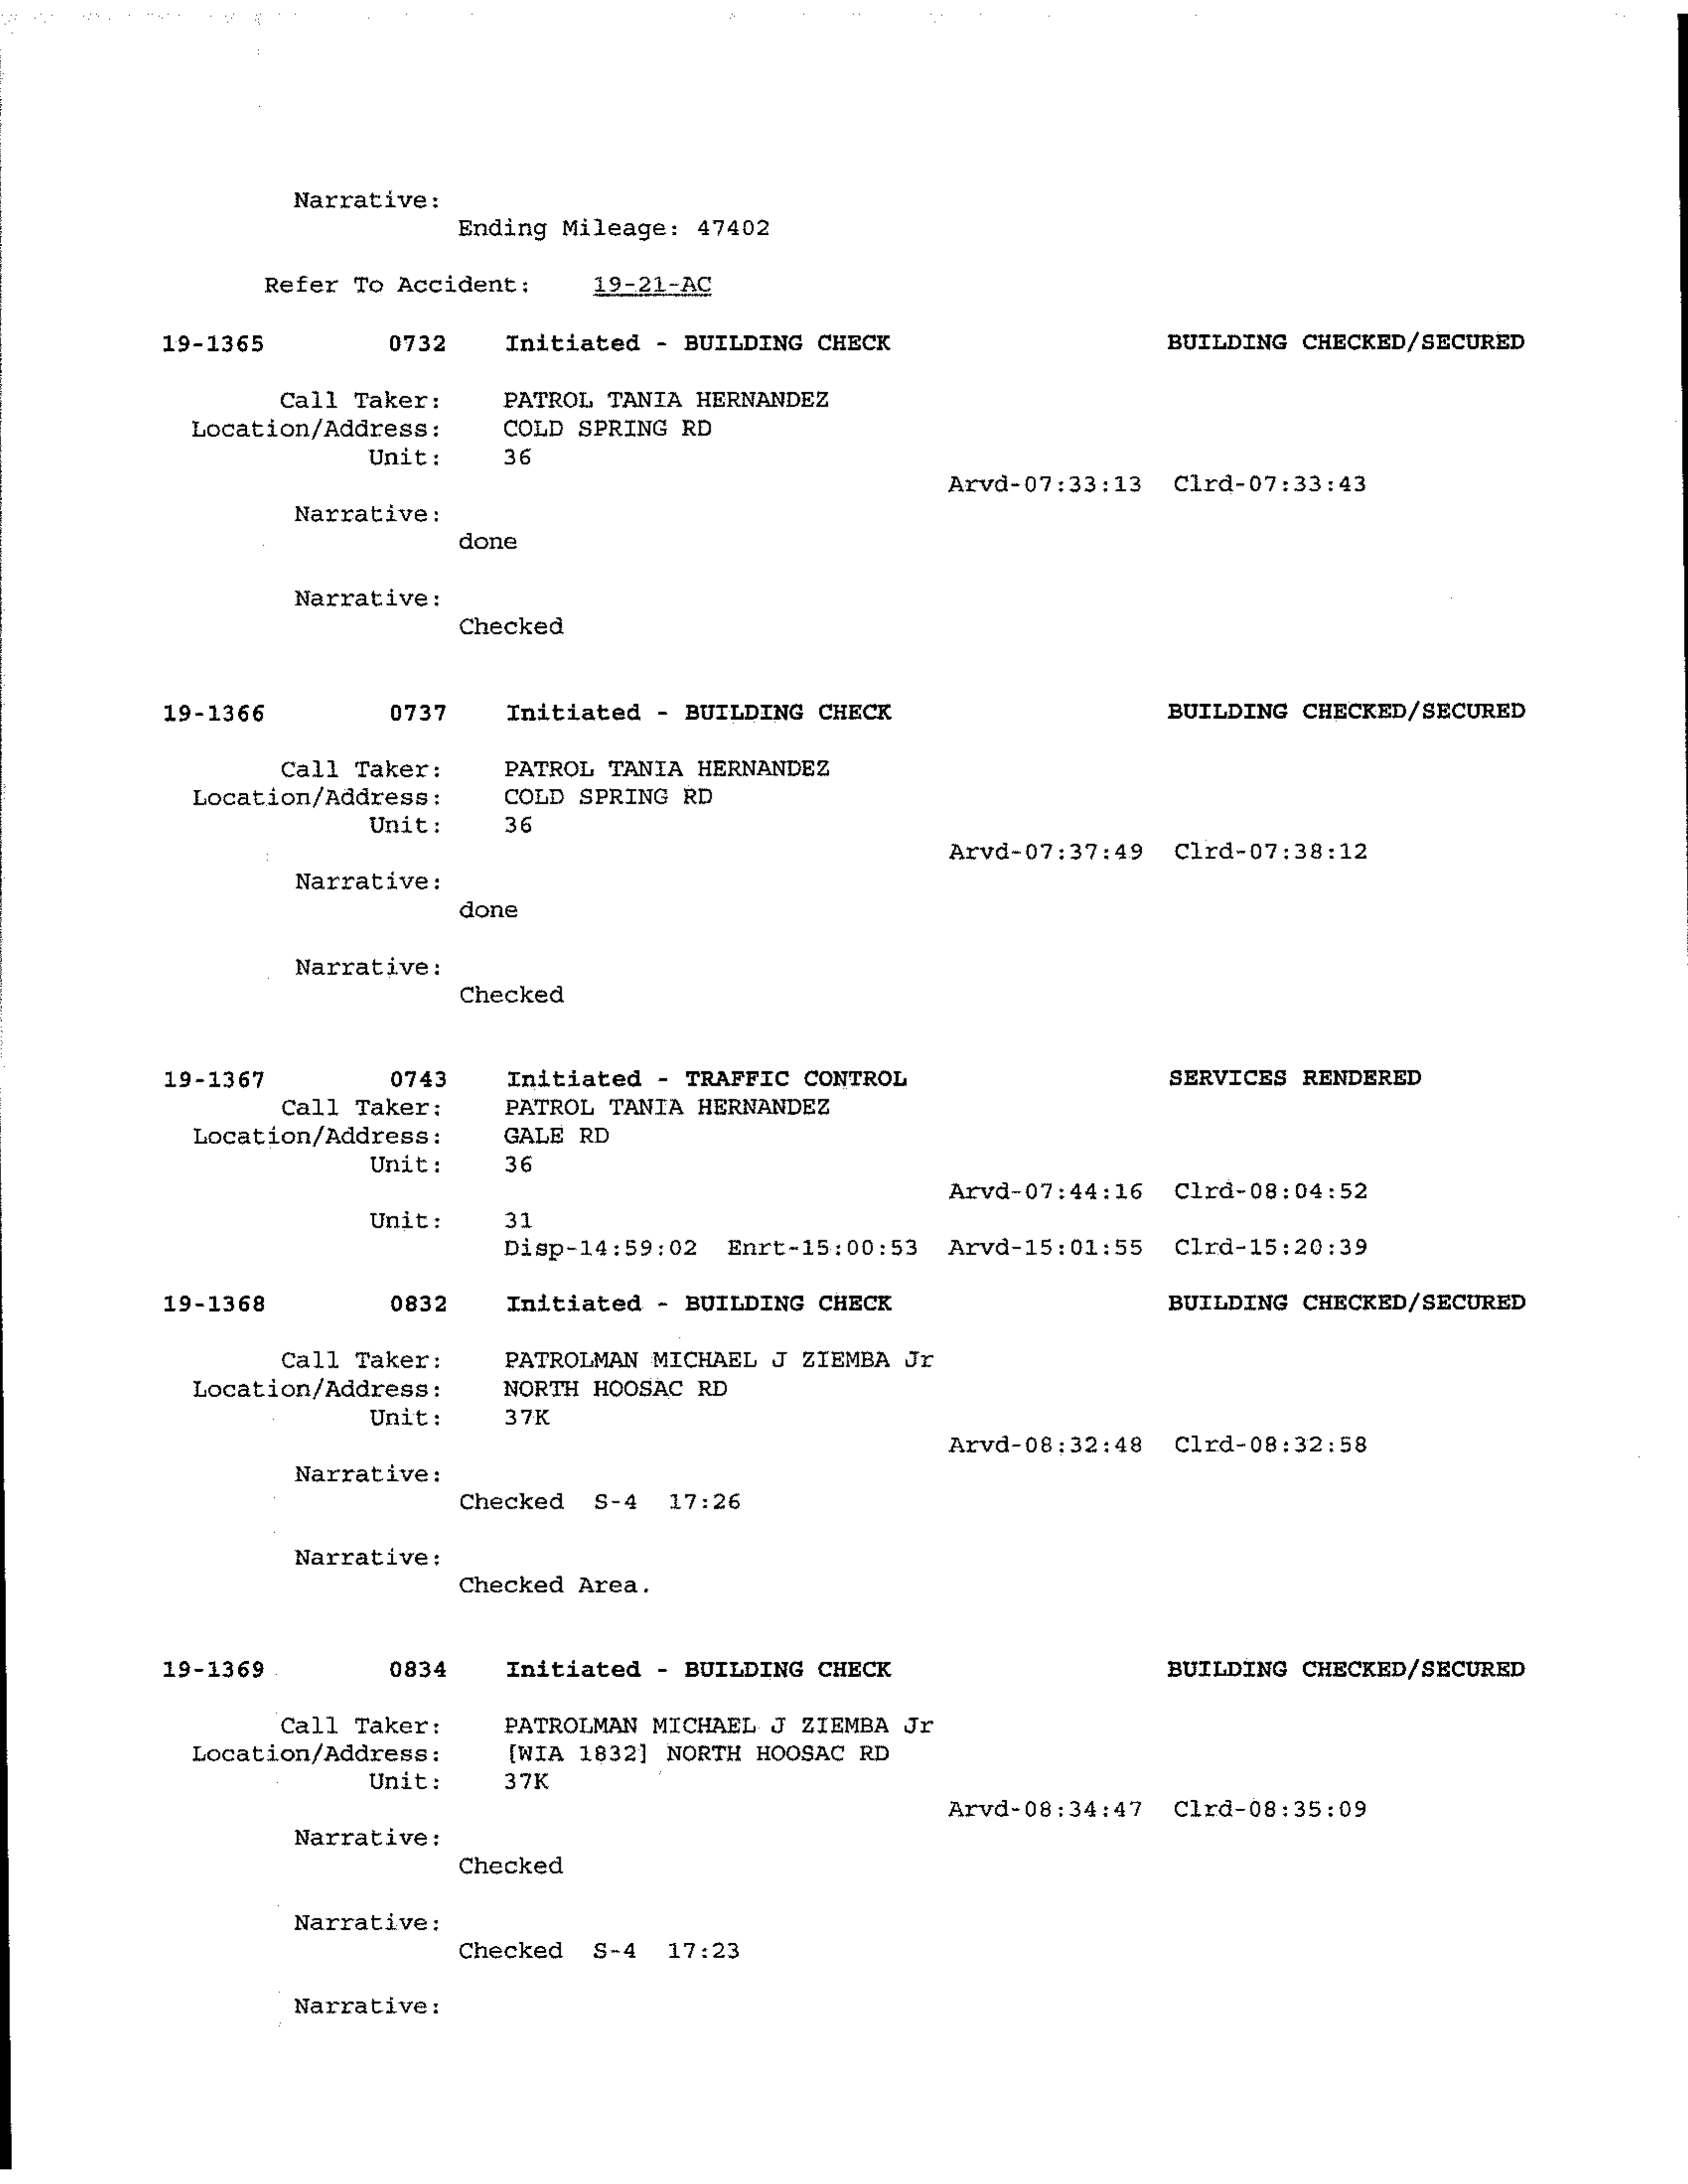 Narrative:
Ending Mileage: 47402
Refer To Accident: 19-21-AC
19-1365 0732 Initiated - BUILDING CHECK BUILDING CHECKED/SECURED
Call Taker: PATROL TANIA HERNANDEZ
Location/Address: COLD SPRING RD
Unit: 36
Arvd-07:33:13 Clrd-07:33:43
Narrative:
done
Narrative:
Checked
19-1366 0737 Initiated - BUILDING CHECK BUILDING CHECKED/SECURED
Call Taker: PATROL TANIA HERNANDEZ
Location/Address: COLD SPRING RD
Unit: 36
Arvd-07:37:49 Clrd-07:38:12
Narrative:
done
Narrative:
Checked
19-1367 0743 Initiated - TRAFFIC CONTROL SERVICES RENDERED
Call Taker: PATROL TANIA HERNANDEZ
Location/Address: GALE RD
Unit: 36
Arvd-07:44:16 Clrd-08:04:52
Unit: 31
Disp-14:59:02 Enrt-15:00:53 Arvd-15:01:55 Clrd-15:20:39
19-1368 0832 Initiated - BUILDING CHECK BUILDING CHECKED/SECURED
Call Taker: PATROLMAN MICHAEL J ZIEMBA Jr
Location/Address: NORTH HOOSAC RD
Unit: 37K
Arvd-08:32:48 Clrd-08:32:58
Narrative:
Checked S-4 17:26
Narrative:
Checked Area.
19-1369 0834 Initiated - BUILDING CHECK BUILDING CHECKED/SECURED
Call Taker: PATROLMAN MICHAEL J ZIEMBA Jr
Location/Address: [WIA 1832] NORTH HOOSAC RD
Unit: 37K
Arvd-08:34:47 Clrd-08:35:09
Narrative:
Checked
Narrative:
Checked S-4 17:23
Narrative: